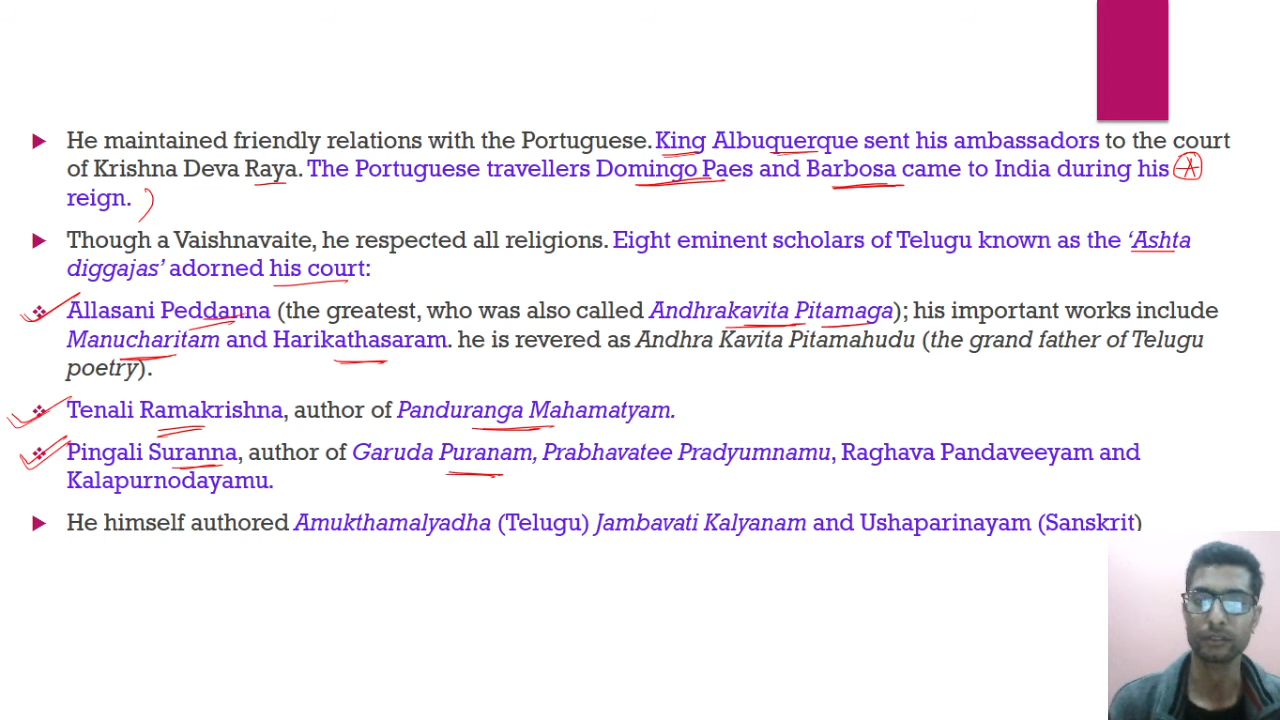 He maintained friendly relations with the Portuguese. King Albuquerque sent his ambassadors to the court
of Krishna Deva Raya. The Portuguese travellers Domingo Paes and Barbosa came to India during his A
reign.
Though a Vaishnavaite, he respected all religions. Eight eminent scholars of Telugu known as the ‘Ashta
diggajas’ adorned his court:
Allasani Peddanna (the greatest, who was also called Andhrakavita Pitamaga); his important works include
Manucharitam and Harikathasaram. he is revered as Andhra Kavita Pitamahudu (the grand father of Telugu
poetry).
Tenali Ramakrishna, author of Panduranga Mahamatyam.
Pingali Suranna, author of Garuda Puranam, Prabhavatee Pradyumnamu, Raghava Pandaveeyam and
Kalapurnodayamu.
He himself authored Amukthamalyadha (Telugu) Jambavati Kalyanam and Ushaparinayam (Sanskrit)